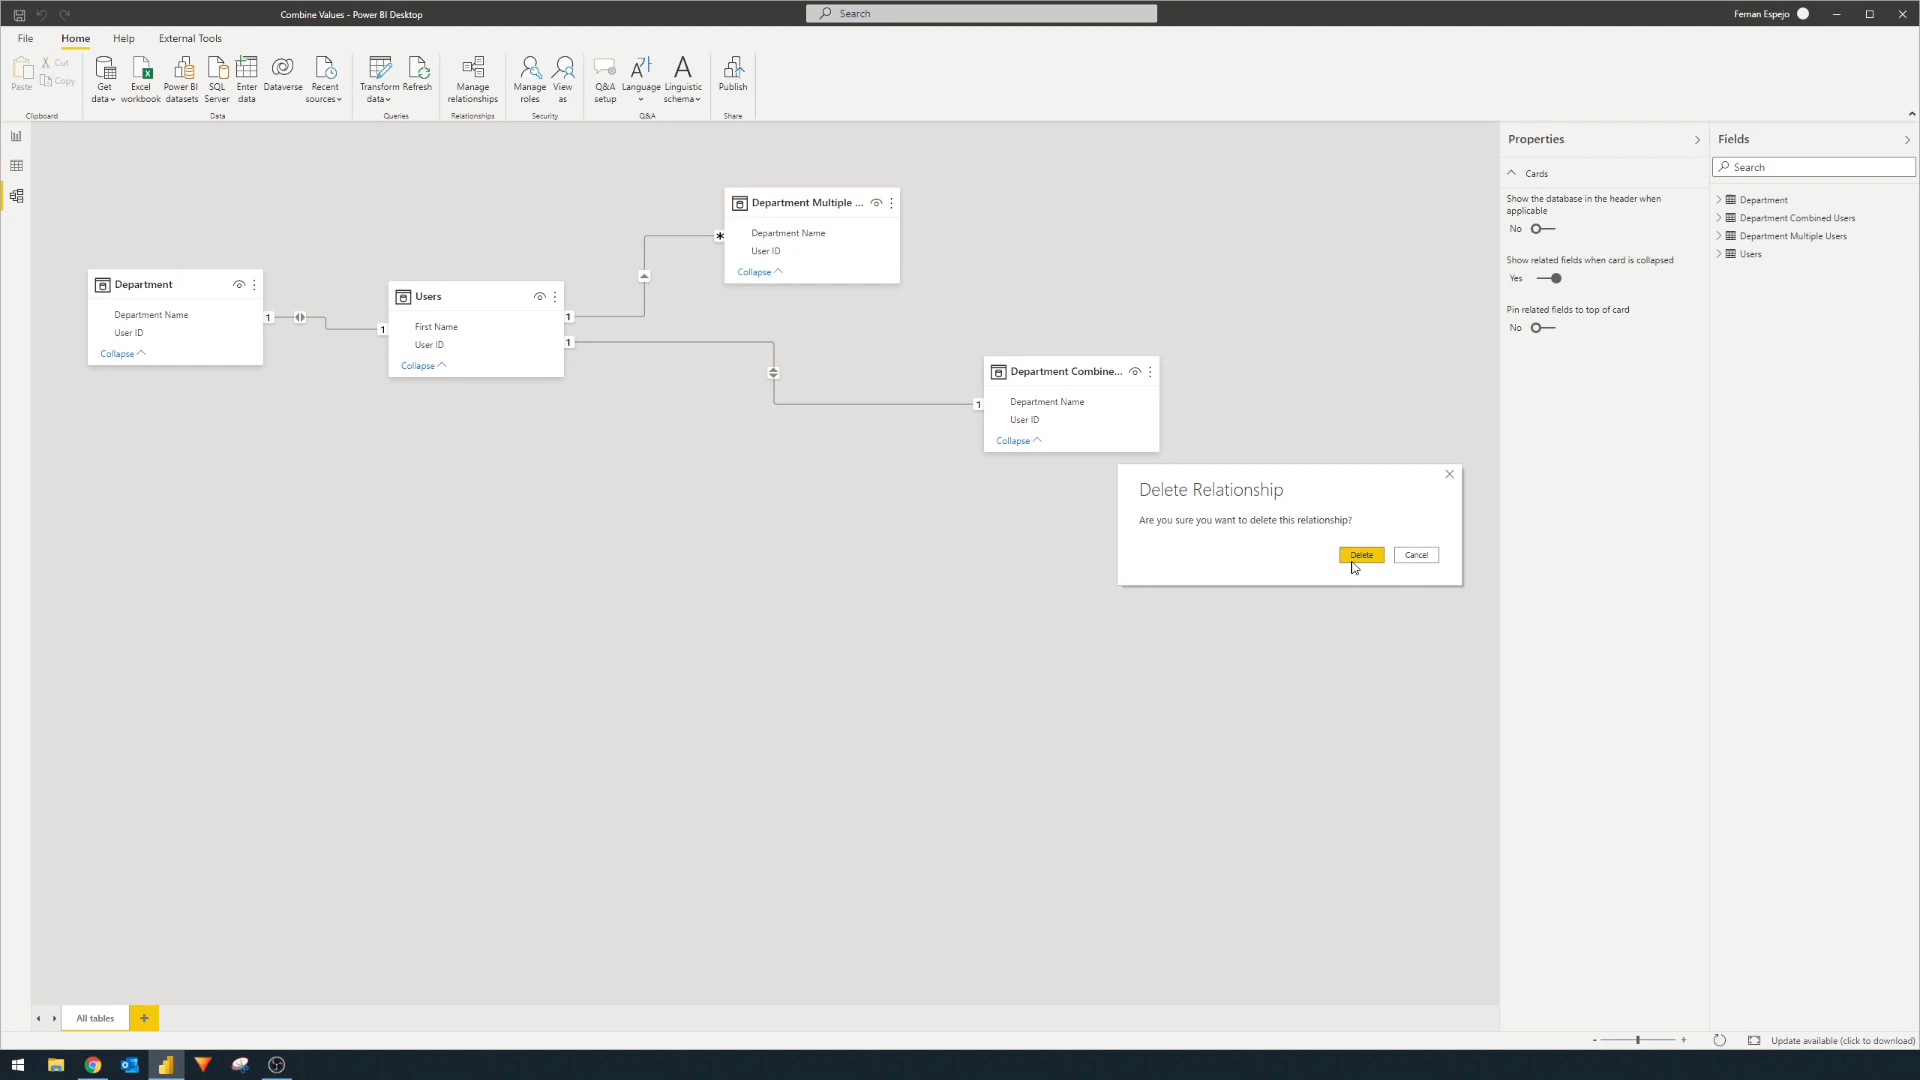 Combine Values - Power BI Desktop
Search
Fernan Espejo
File
Home
Help
External Tools
Paste
Cut
Copy
Clipboard
Get data
Excel workbook
Power BI datasets
SQL Server
Enter data
Dataverse
Recent sources
Data
Transform data
Refresh
Queries
Manage relationships
Relationships
Manage roles
View as
Security
Q&A setup
Language
Linguistic schema
Q&A
Publish
Share
Department
Department Name
User ID
Collapse
1
1
Users
First Name
User ID
Collapse
1
1
Department Multiple ...
Department Name
User ID
Collapse
*
Department Combine...
Department Name
User ID
Collapse
1
Delete Relationship
Are you sure you want to delete this relationship?
Delete
Cancel
Properties
Cards
Show the database in the header when
applicable
No
Show related fields when card is collapsed
Yes
Pin related fields to top of card
No
Fields
Search
Department
Department Combined Users
Department Multiple Users
Users
All tables
+
- +
Update available (click to download)